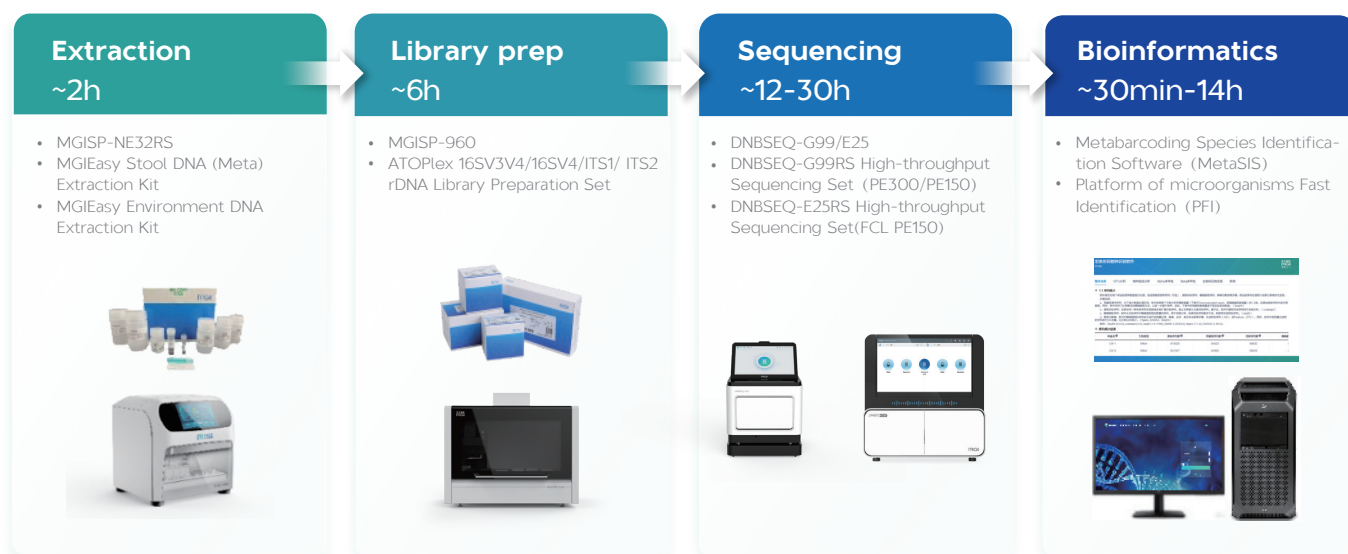 Extraction
~2h
• MGISP-NE32RS
• MGIEasy Stool DNA (Meta)
Extraction Kit
• MGIEasy Environment DNA
Extraction Kit
Library prep
~6h
• MGISP-960
• ATOPlex 16SV3V4/16SV4/ITS1/ ITS2
rDNA Library Preparation Set
Sequencing
~12-30h
• DNBSEQ-G99/E25
• DNBSEQ-G99RS High-throughput
Sequencing Set (PE300/PE150)
• DNBSEQ-E25RS High-throughput
Sequencing Set(FCL PE150)
Bioinformatics
~30min-14h
• Metabarcoding Species Identifica-
tion Software (MetaSIS)
• Platform of microorganisms Fast
Identification (PFI)